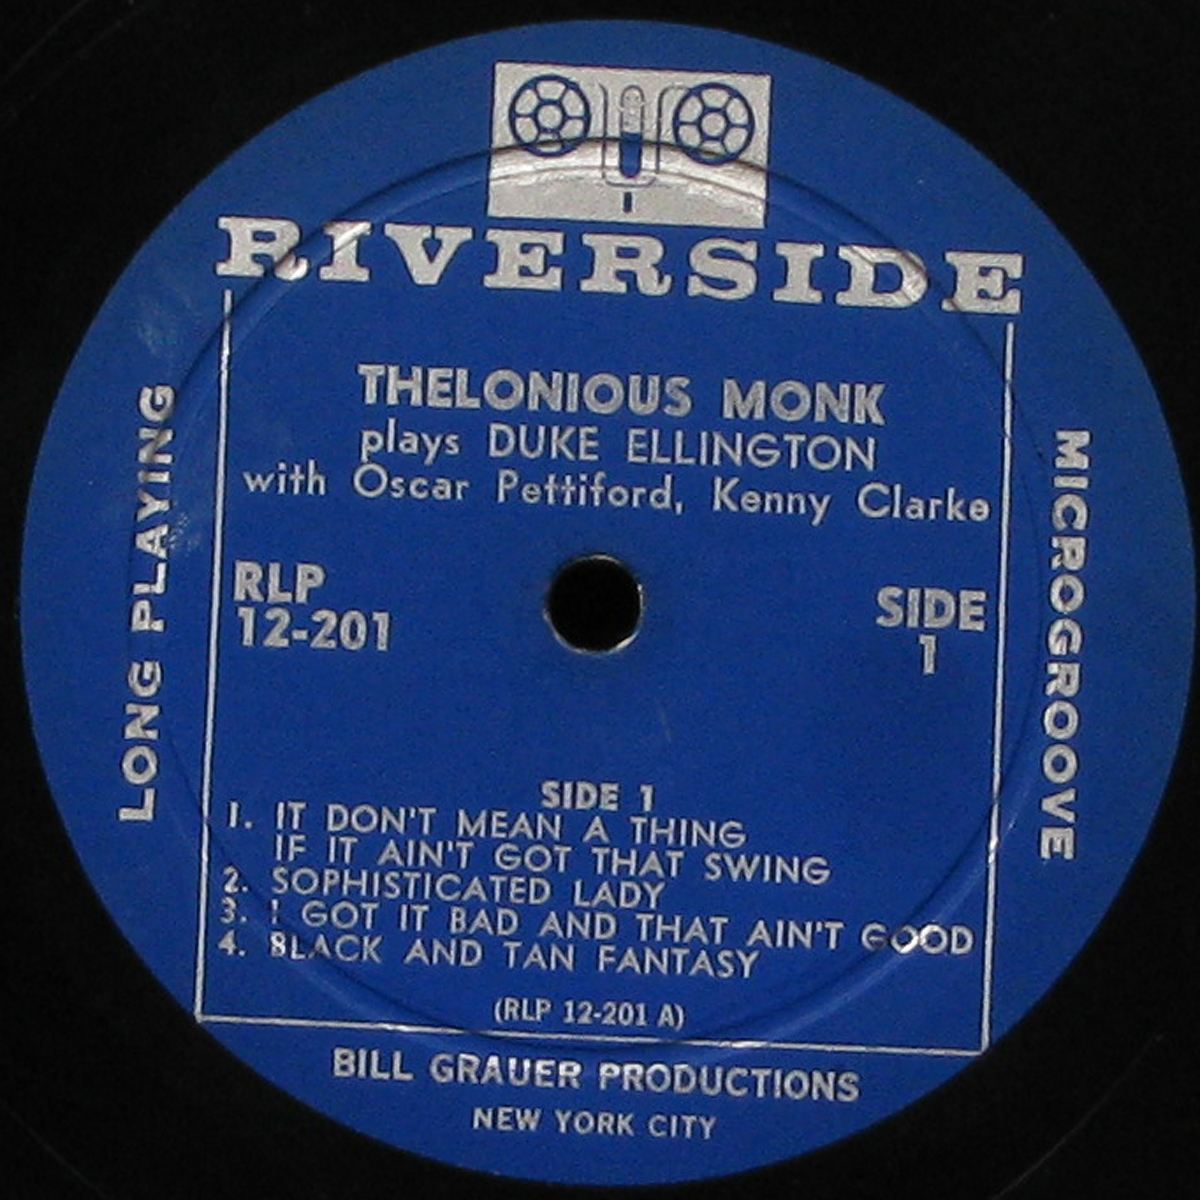 RIVERSIDE
THELONIOUS MONK
plays DUKE ELLINGTON
with Oscar Pettiford, Kenny Clarke
LONG PLAYING
MICROGROOVE
RLP
12-201
SIDE
1
SIDE 1
1. IT DON'T MEAN A THING
IF IT AIN'T GOT THAT SWING
2. SOPHISTICATED LADY
3. I GOT IT BAD AND THAT AIN'T GOOD
4. BLACK AND TAN FANTASY
(RLP 12-201 A)
BILL GRAUER PRODUCTIONS
NEW YORK CITY